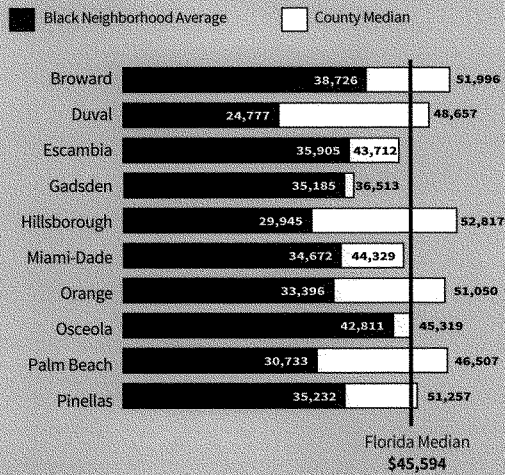 Black Neighborhood Average County Median
Broward 38,726 51,996
Duval 24,777 48,657
Escambia 35,905 43,712
Gadsden 35,185 36,513
Hillsborough 29,945 52,817
Miami-Dade 34,672 44,329
Orange 33,396 51,050
Osceola 42,811 45,319
Palm Beach 30,733 46,507
Pinellas 35,232 51,257
Florida Median
$45,594